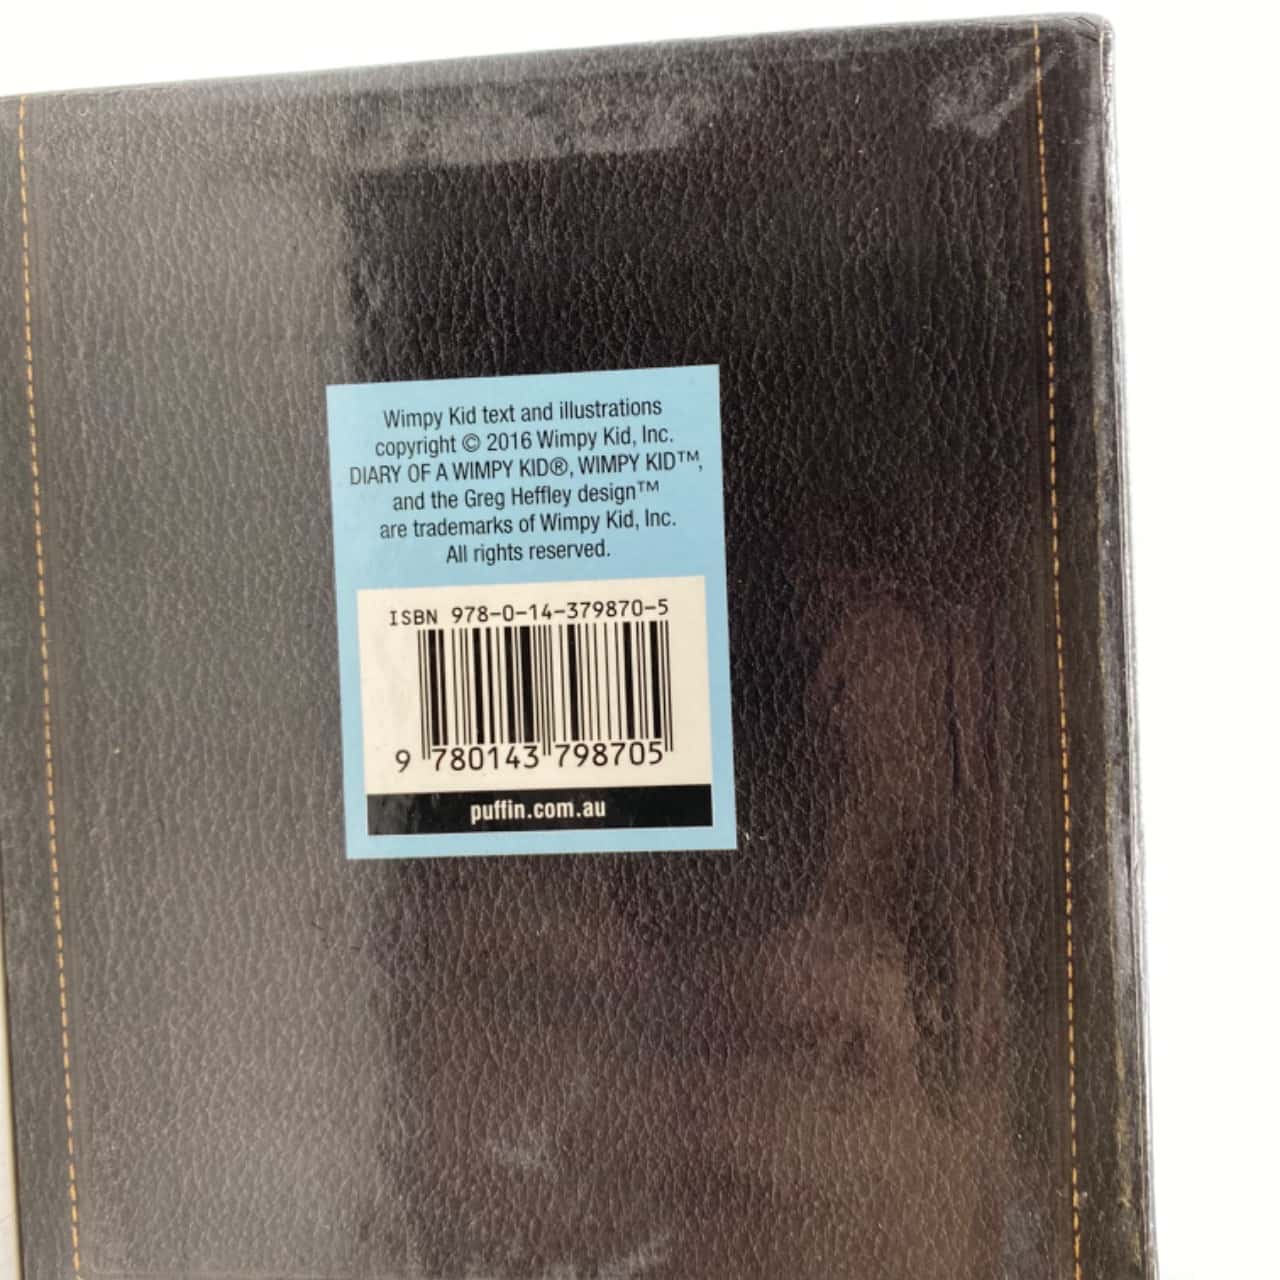 Wimpy Kid text and illustrations
copyright © 2016 Wimpy Kid, Inc.
DIARY OF A WIMPY KID®, WIMPY KID™,
and the Greg Heffley design™
are trademarks of Wimpy Kid, Inc.
All rights reserved.
ISBN 978-0-14-379870-5
9 780143 798705
puffin.com.au